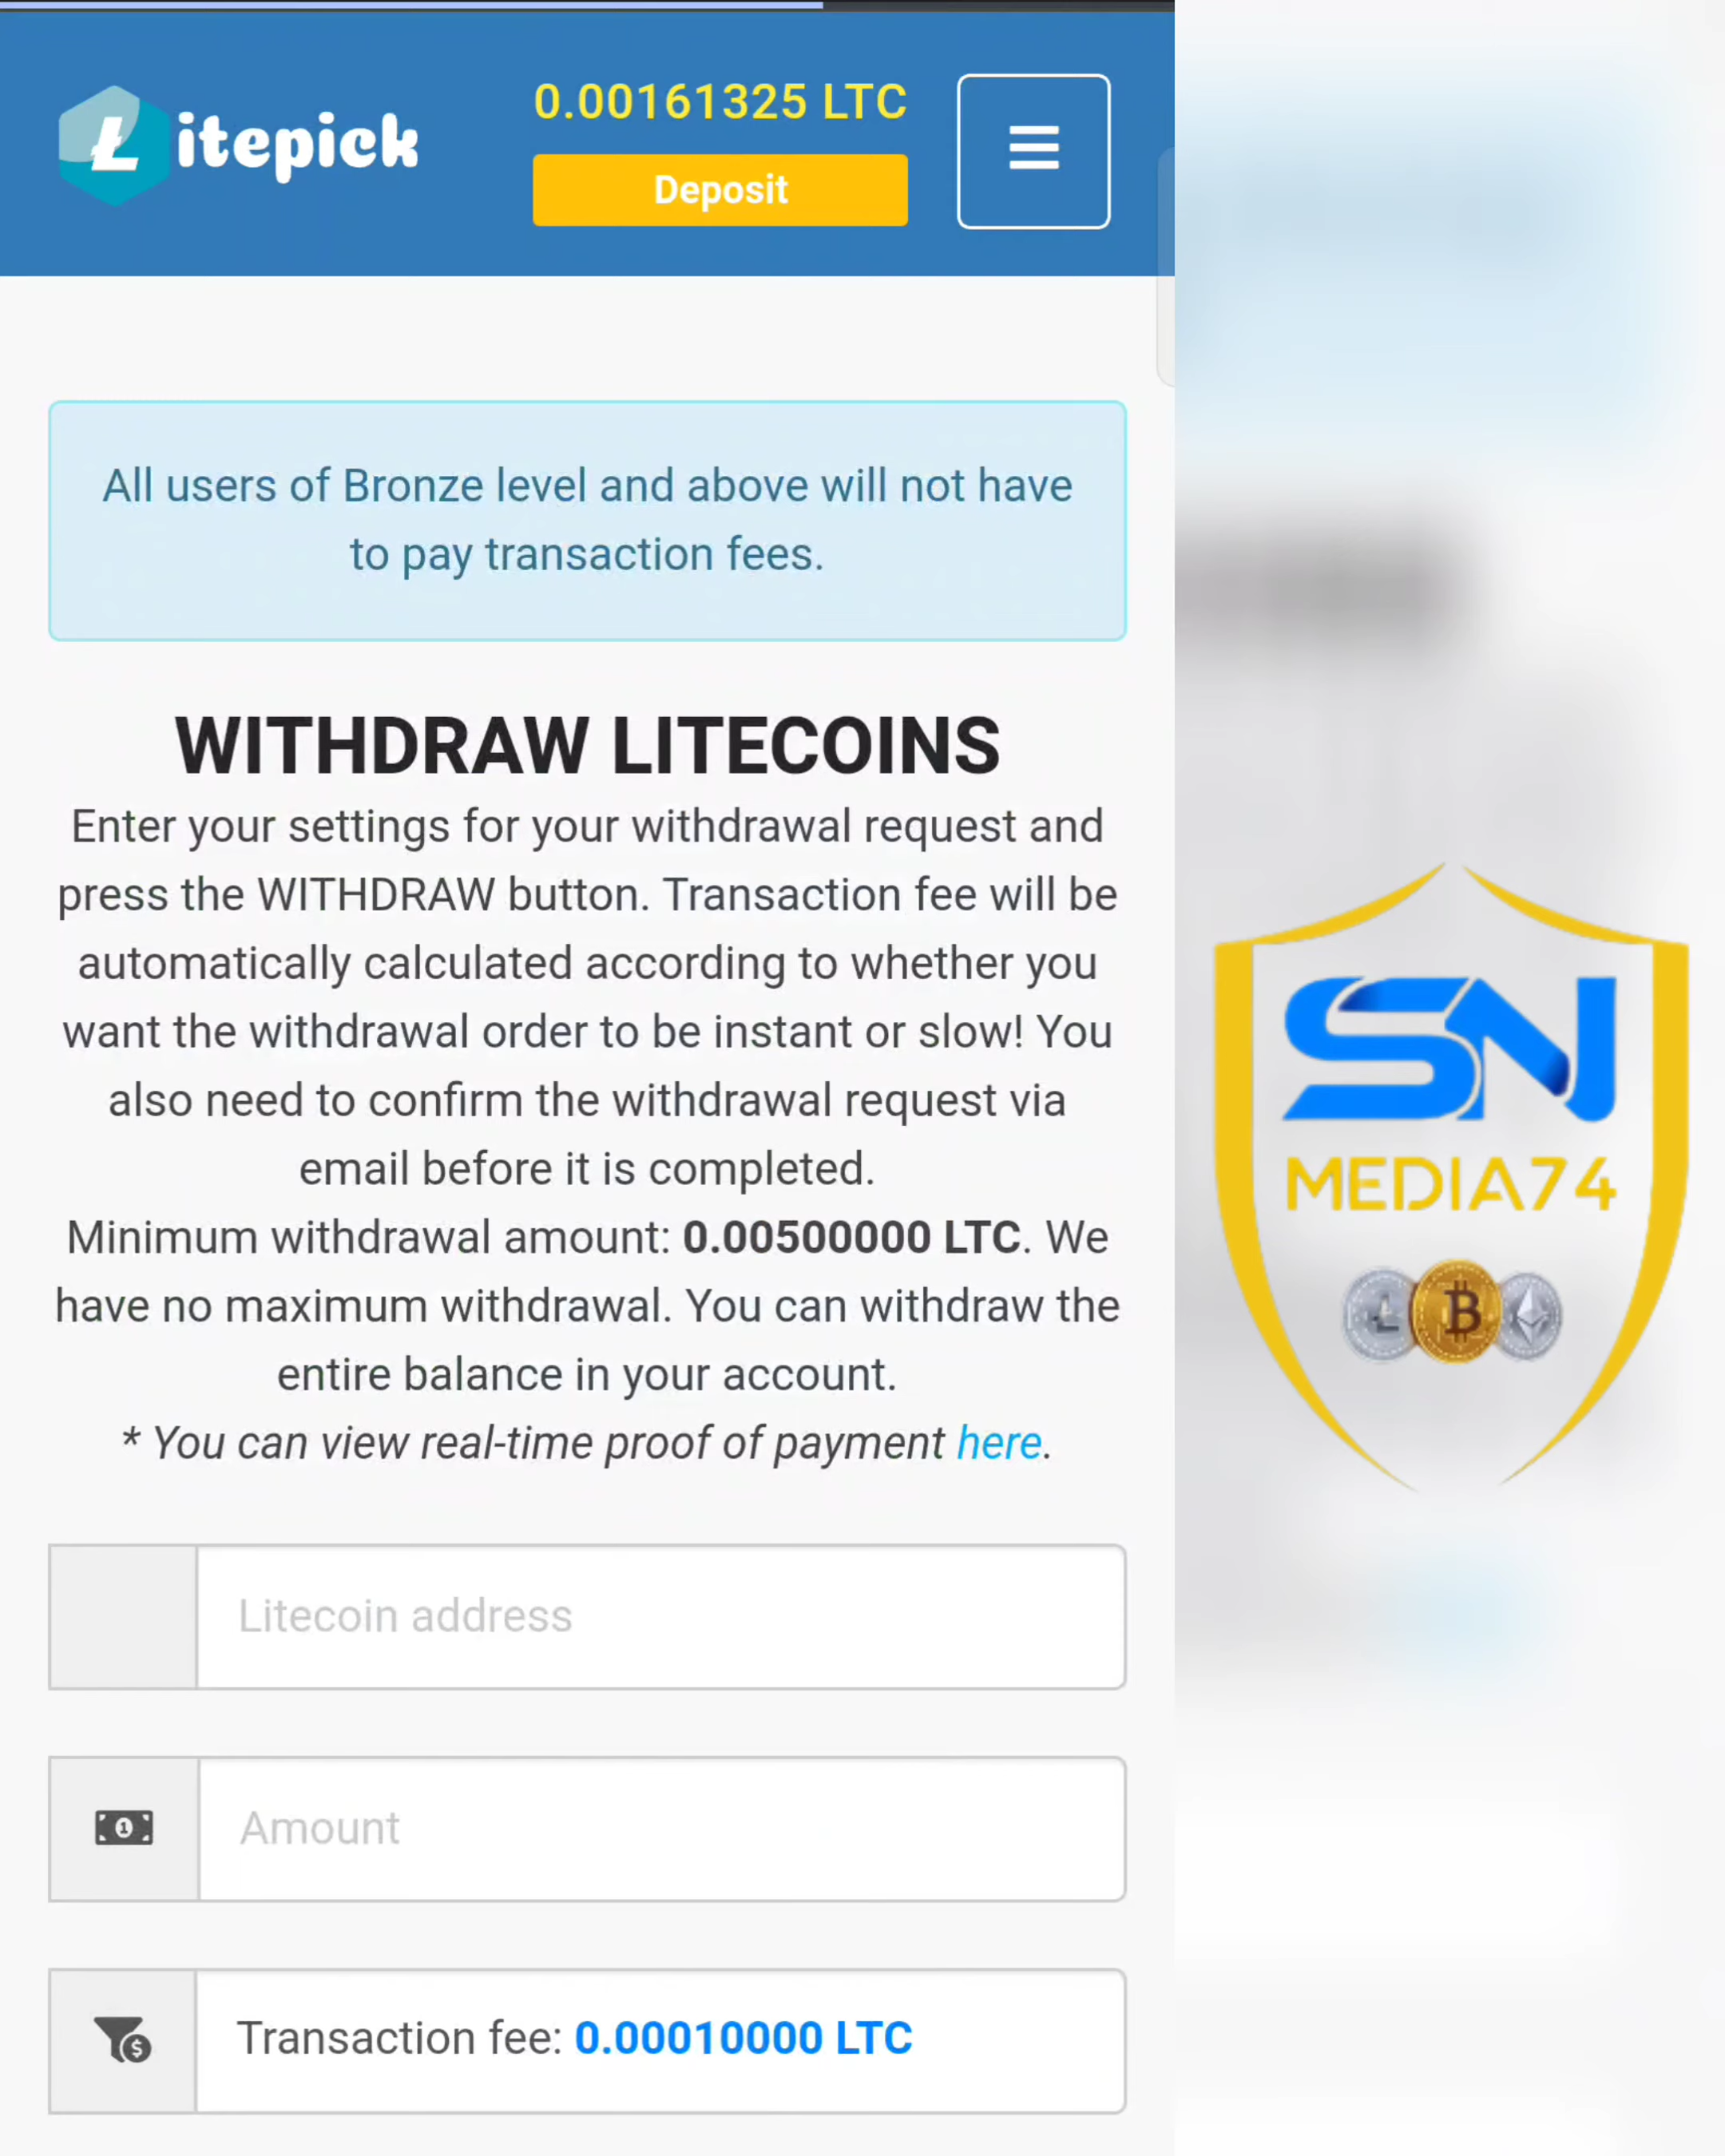 itepick
0.00161325 LTC
Deposit
All users of Bronze level and above will not have
to pay transaction fees.
WITHDRAW LITECOINS
Enter your settings for your withdrawal request and
press the WITHDRAW button. Transaction fee will be
automatically calculated according to whether you
want the withdrawal order to be instant or slow! You
also need to confirm the withdrawal request via
email before it is completed.
Minimum withdrawal amount: 0.00500000 LTC. We
have no maximum withdrawal. You can withdraw the
entire balance in your account.
* You can view real-time proof of payment here.
Litecoin address
Amount
Transaction fee: 0.00010000 LTC
SN
MEDIA74